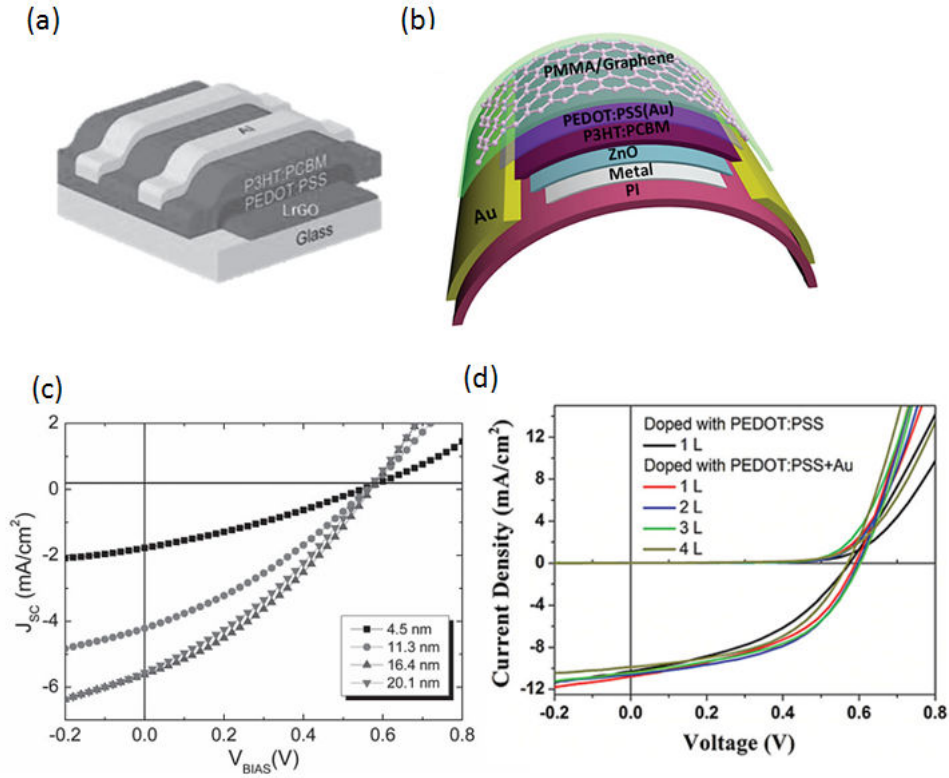 (a)
Al
P3HT:PCBM
PEDOT PSS
LrGO
Glass
(b)
PMMA/Graphene
PEDOT:PSS(Au)
P3HT:PCBM
ZnO
Metal
PI
Au
(c)
2
0
-2
-4
-6
J_SC (mA/cm²)
-0.2 0.0 0.2 0.4 0.6 0.8
V_BIAS(V)
4.5 nm
11.3 nm
16.4 nm
20.1 nm
(d)
12
8
4
0
-4
-8
-12
Current Density (mA/cm²)
-0.2 0.0 0.2 0.4 0.6 0.8
Voltage (V)
Doped with PEDOT:PSS
1 L
Doped with PEDOT:PSS+Au
1 L
2 L
3 L
4 L